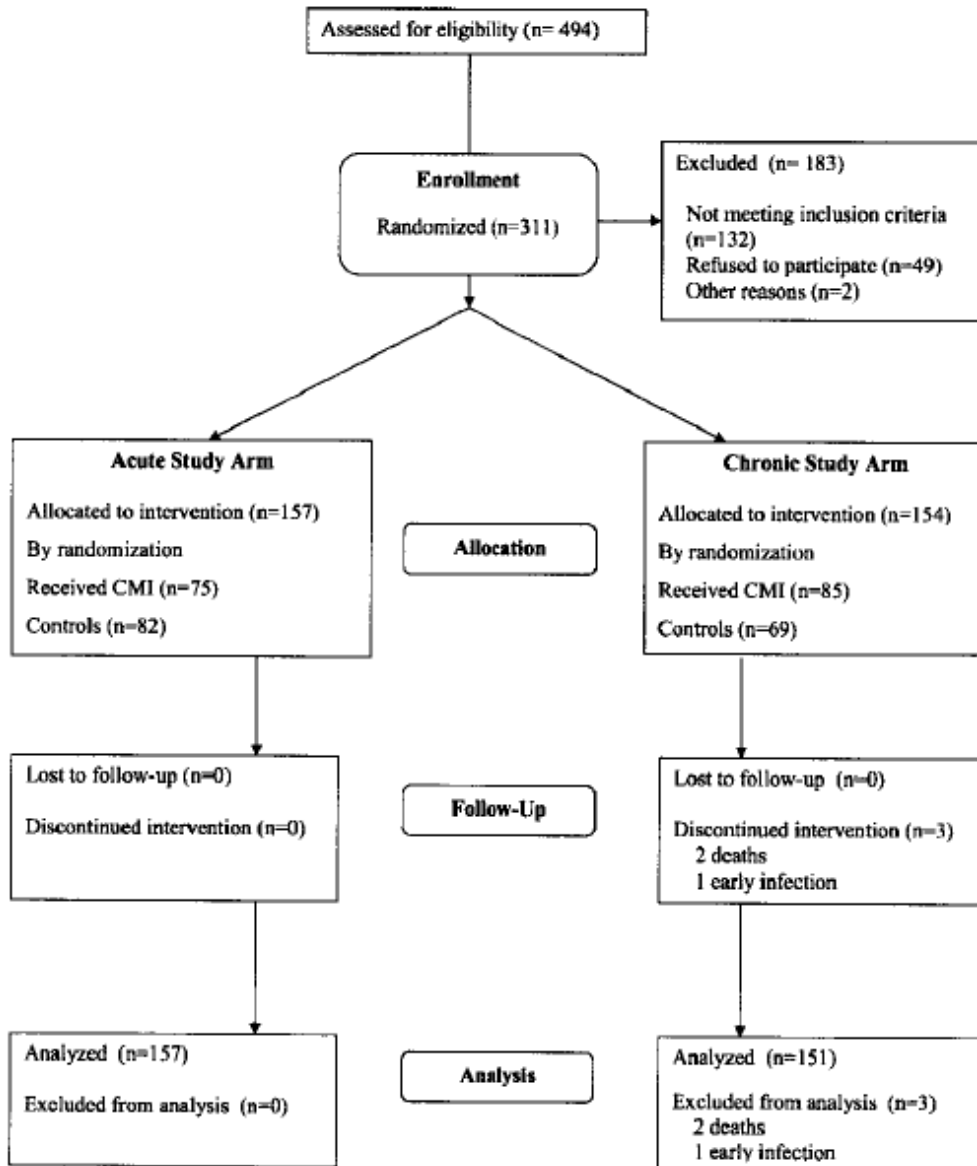 Assessed for eligibility (n= 494)
Enrollment
Randomized (n=311)
Excluded (n= 183)
Not meeting inclusion criteria
(n=132)
Refused to participate (n=49)
Other reasons (n=2)
Acute Study Arm
Allocated to intervention (n=157)
By randomization
Received CMI (n=75)
Controls (n=82)
Allocation
Chronic Study Arm
Allocated to intervention (n=154)
By randomization
Received CMI (n=85)
Controls (n=69)
Lost to follow-up (n=0)
Discontinued intervention (n=0)
Follow-Up
Lost to follow-up (n=0)
Discontinued intervention (n=3)
2 deaths
1 early infection
Analyzed (n=157)
Excluded from analysis (n=0)
Analysis
Analyzed (n=151)
Excluded from analysis (n=3)
2 deaths
1 early infection